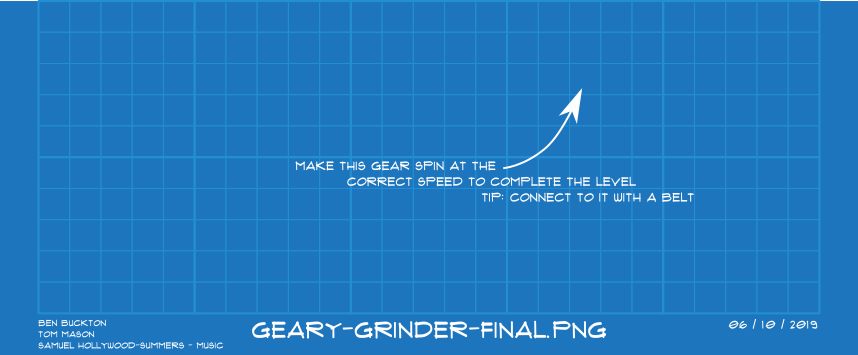 MAKE THIS GEAR SPIN AT THE
CORRECT SPEED TO COMPLETE THE LEVEL
TIP: CONNECT TO IT WITH A BELT
BEN BUCKTON
TOM MASON
SAMUEL HOLLYWOOD-SUMMERS - MUSIC
GEARY-GRINDER-FINAL.PNG
06 / 10 / 2019